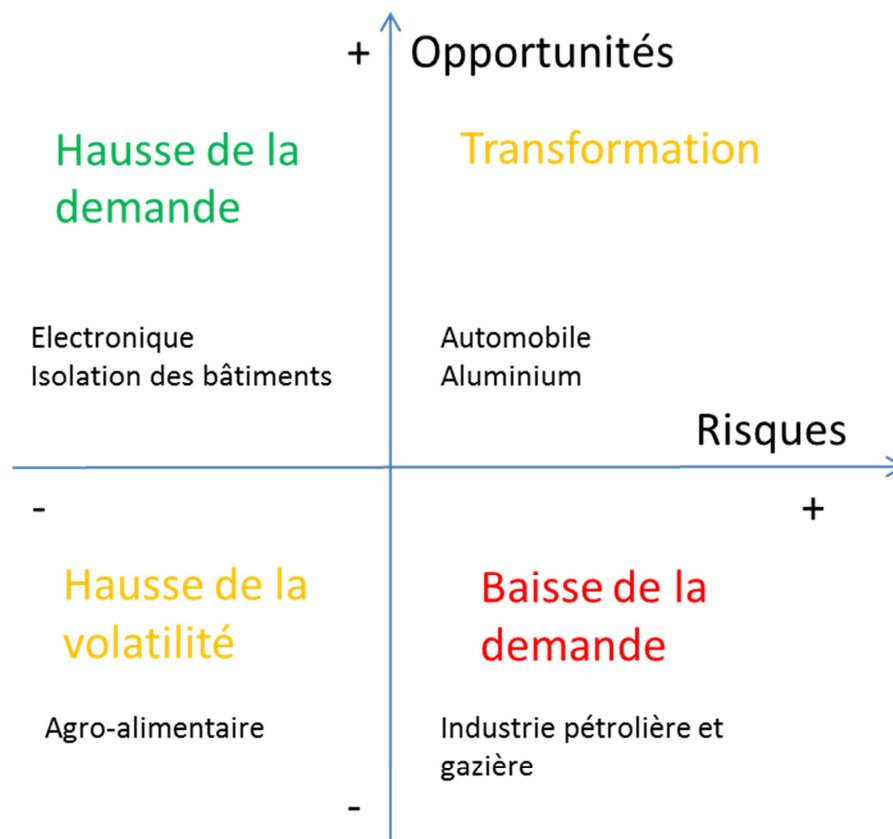 + Opportunités
Hausse de la
demande
Transformation
Electronique
Isolation des bâtiments
Automobile
Aluminium
Risques
-
+
Hausse de la
volatilité
Baisse de la
demande
Agro-alimentaire
Industrie pétrolière et
gazière
-